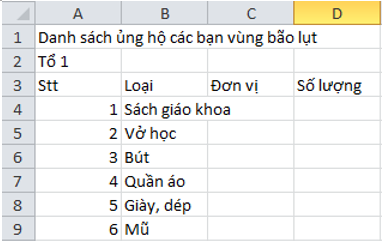 A B C D
1 Danh sách ủng hộ các bạn vùng bão lụt
2 Tổ 1
3 Stt Loại Đơn vị Số lượng
4 1 Sách giáo khoa
5 2 Vở học
6 3 Bút
7 4 Quần áo
8 5 Giày, dép
9 6 Mũ